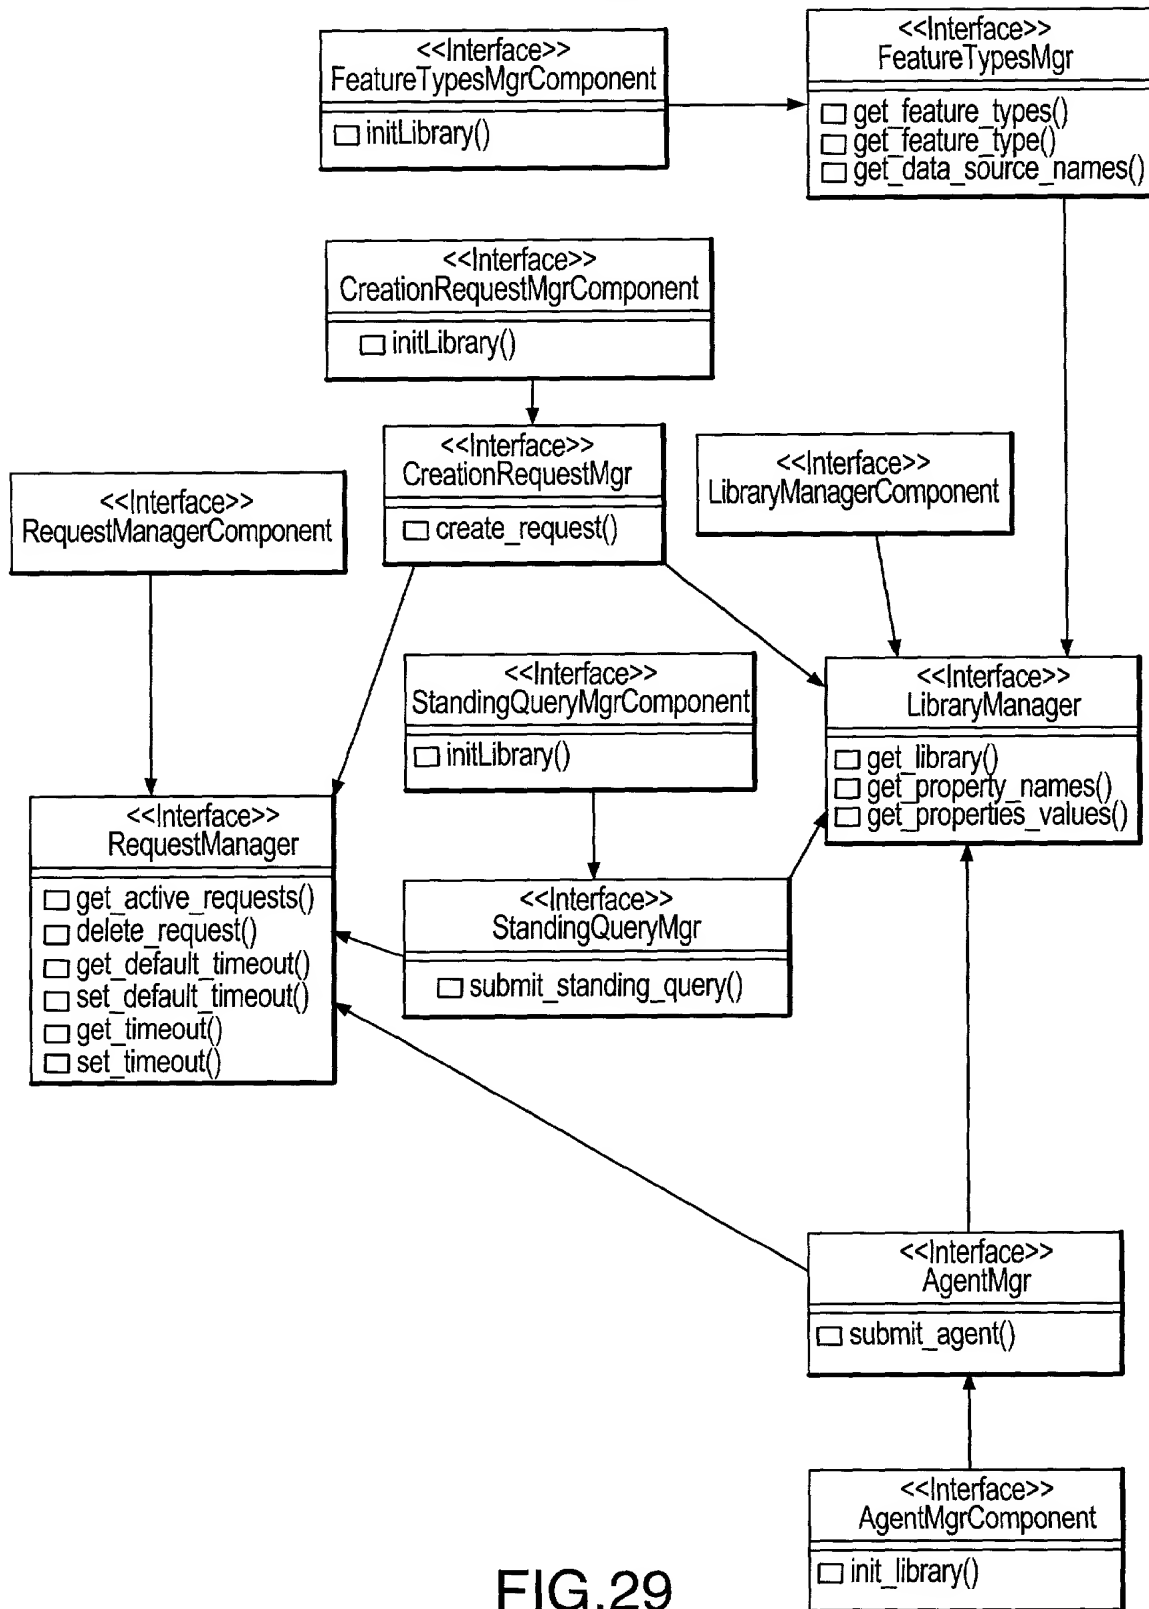 <<Interface>>
FeatureTypesMgrComponent
initLibrary()
<<Interface>>
FeatureTypesMgr
get_feature_types()
get_feature_type()
get_data_source_names()
<<Interface>>
CreationRequestMgrComponent
initLibrary()
<<Interface>>
CreationRequestMgr
create_request()
<<Interface>>
LibraryManagerComponent
<<Interface>>
RequestManagerComponent
<<Interface>>
StandingQueryMgrComponent
initLibrary()
<<Interface>>
LibraryManager
get_library()
get_property_names()
get_properties_values()
<<Interface>>
RequestManager
get_active_requests()
delete_request()
get_default_timeout()
set_default_timeout()
get_timeout()
set_timeout()
<<Interface>>
StandingQueryMgr
submit_standing_query()
<<Interface>>
AgentMgr
submit_agent()
<<Interface>>
AgentMgrComponent
init_library()
FIG.29